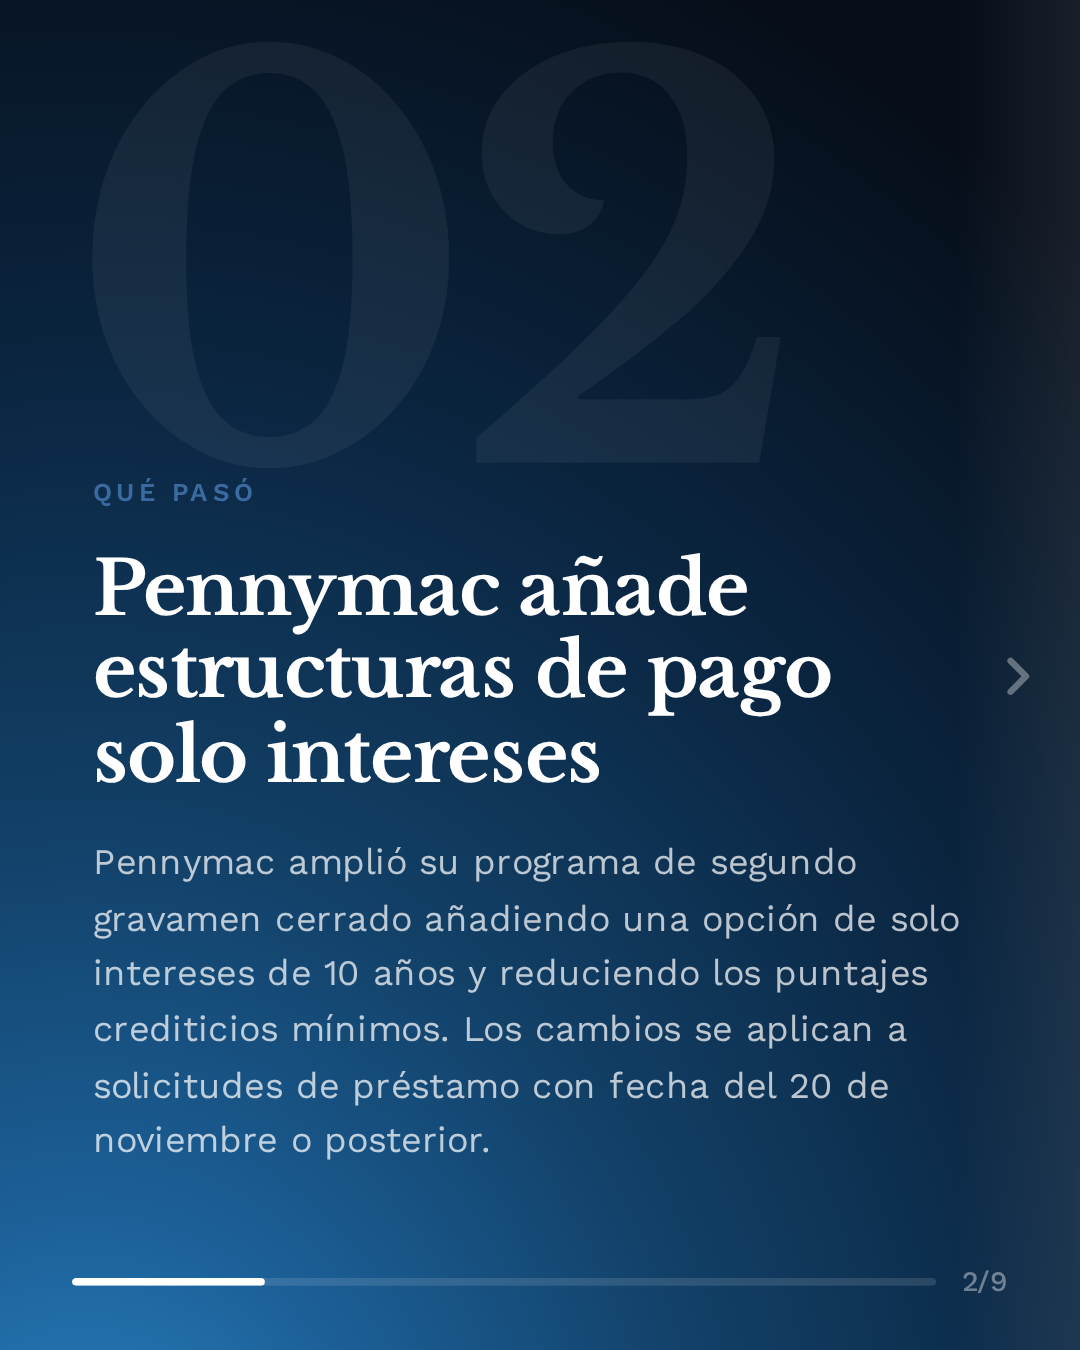 02
QUÉ PASÓ
Pennymac añade
estructuras de pago
solo intereses
Pennymac amplió su programa de segundo
gravamen cerrado añadiendo una opción de solo
intereses de 10 años y reduciendo los puntajes
crediticios mínimos. Los cambios se aplican a
solicitudes de préstamo con fecha del 20 de
noviembre o posterior.
2/9